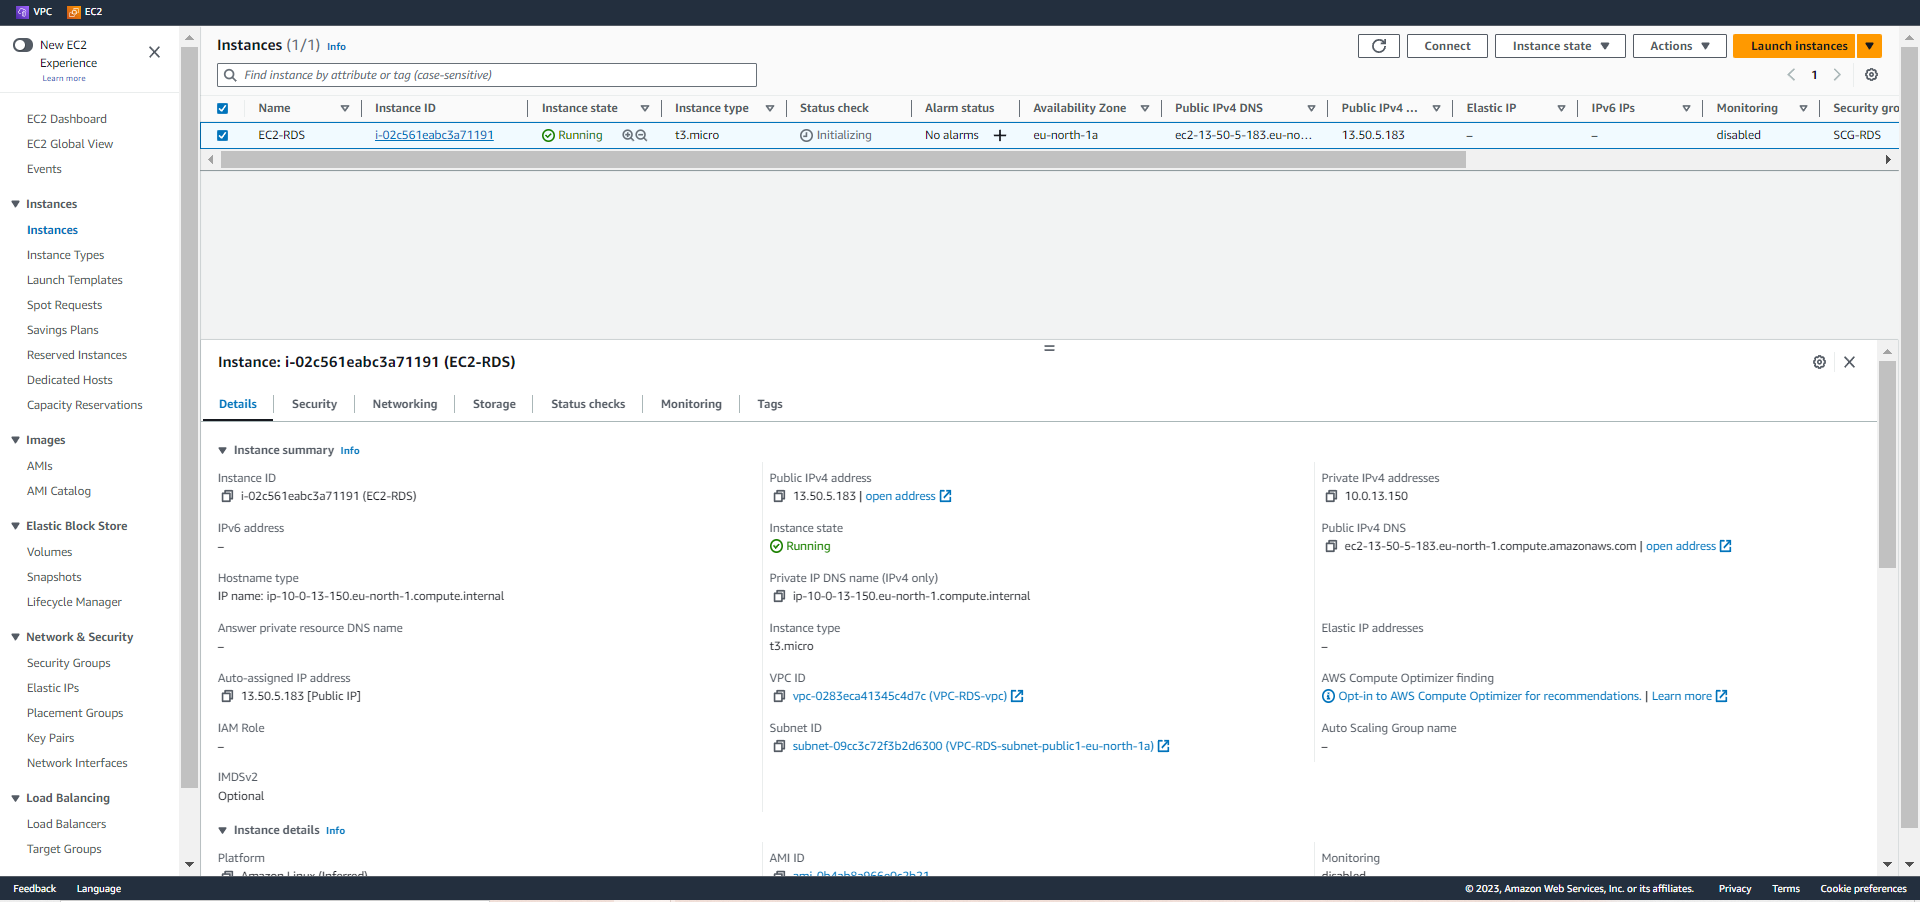 VPC EC2
New EC2
Experience
Learn more
EC2 Dashboard
EC2 Global View
Events
Instances
Instances
Instance Types
Launch Templates
Spot Requests
Savings Plans
Reserved Instances
Dedicated Hosts
Capacity Reservations
Images
AMIs
AMI Catalog
Elastic Block Store
Volumes
Snapshots
Lifecycle Manager
Network & Security
Security Groups
Elastic IPs
Placement Groups
Key Pairs
Network Interfaces
Load Balancing
Load Balancers
Target Groups
Instances (1/1) Info
Connect Instance state Actions Launch instances
Find instance by attribute or tag (case-sensitive)
1
Name Instance ID Instance state Instance type Status check Alarm status Availability Zone Public IPv4 DNS Public IPv4 ... Elastic IP IPv6 IPs Monitoring Security gro
EC2-RDS i-02c561eabc3a71191 Running t3.micro Initializing No alarms + eu-north-1a ec2-13-50-5-183.eu-no... 13.50.5.183 – – disabled SCG-RDS
Instance: i-02c561eabc3a71191 (EC2-RDS)
Details Security Networking Storage Status checks Monitoring Tags
Instance summary Info
Instance ID
i-02c561eabc3a71191 (EC2-RDS)
Public IPv4 address
13.50.5.183 | open address
Private IPv4 addresses
10.0.13.150
IPv6 address
–
Instance state
Running
Public IPv4 DNS
ec2-13-50-5-183.eu-north-1.compute.amazonaws.com | open address
Hostname type
IP name: ip-10-0-13-150.eu-north-1.compute.internal
Private IP DNS name (IPv4 only)
ip-10-0-13-150.eu-north-1.compute.internal
Answer private resource DNS name
–
Instance type
t3.micro
Elastic IP addresses
–
Auto-assigned IP address
13.50.5.183 [Public IP]
VPC ID
vpc-0283eca41345c4d7c (VPC-RDS-vpc)
AWS Compute Optimizer finding
Opt-in to AWS Compute Optimizer for recommendations. | Learn more
IAM Role
–
Subnet ID
subnet-09cc3c72f3b2d6300 (VPC-RDS-subnet-public1-eu-north-1a)
Auto Scaling Group name
–
IMDSv2
Optional
Instance details Info
Platform
Amazon Linux (Inferred)
AMI ID
Monitoring
disabled
Feedback Language
© 2023, Amazon Web Services, Inc. or its affiliates. Privacy Terms Cookie preferences